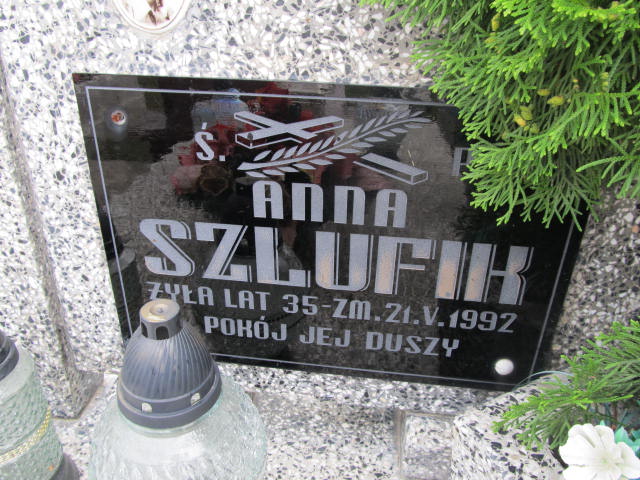 Ś. P
ANNA
SZLUFIK
ŻYŁA LAT 35-ZM. 21.V.1992
POKÓJ JEJ DUSZY